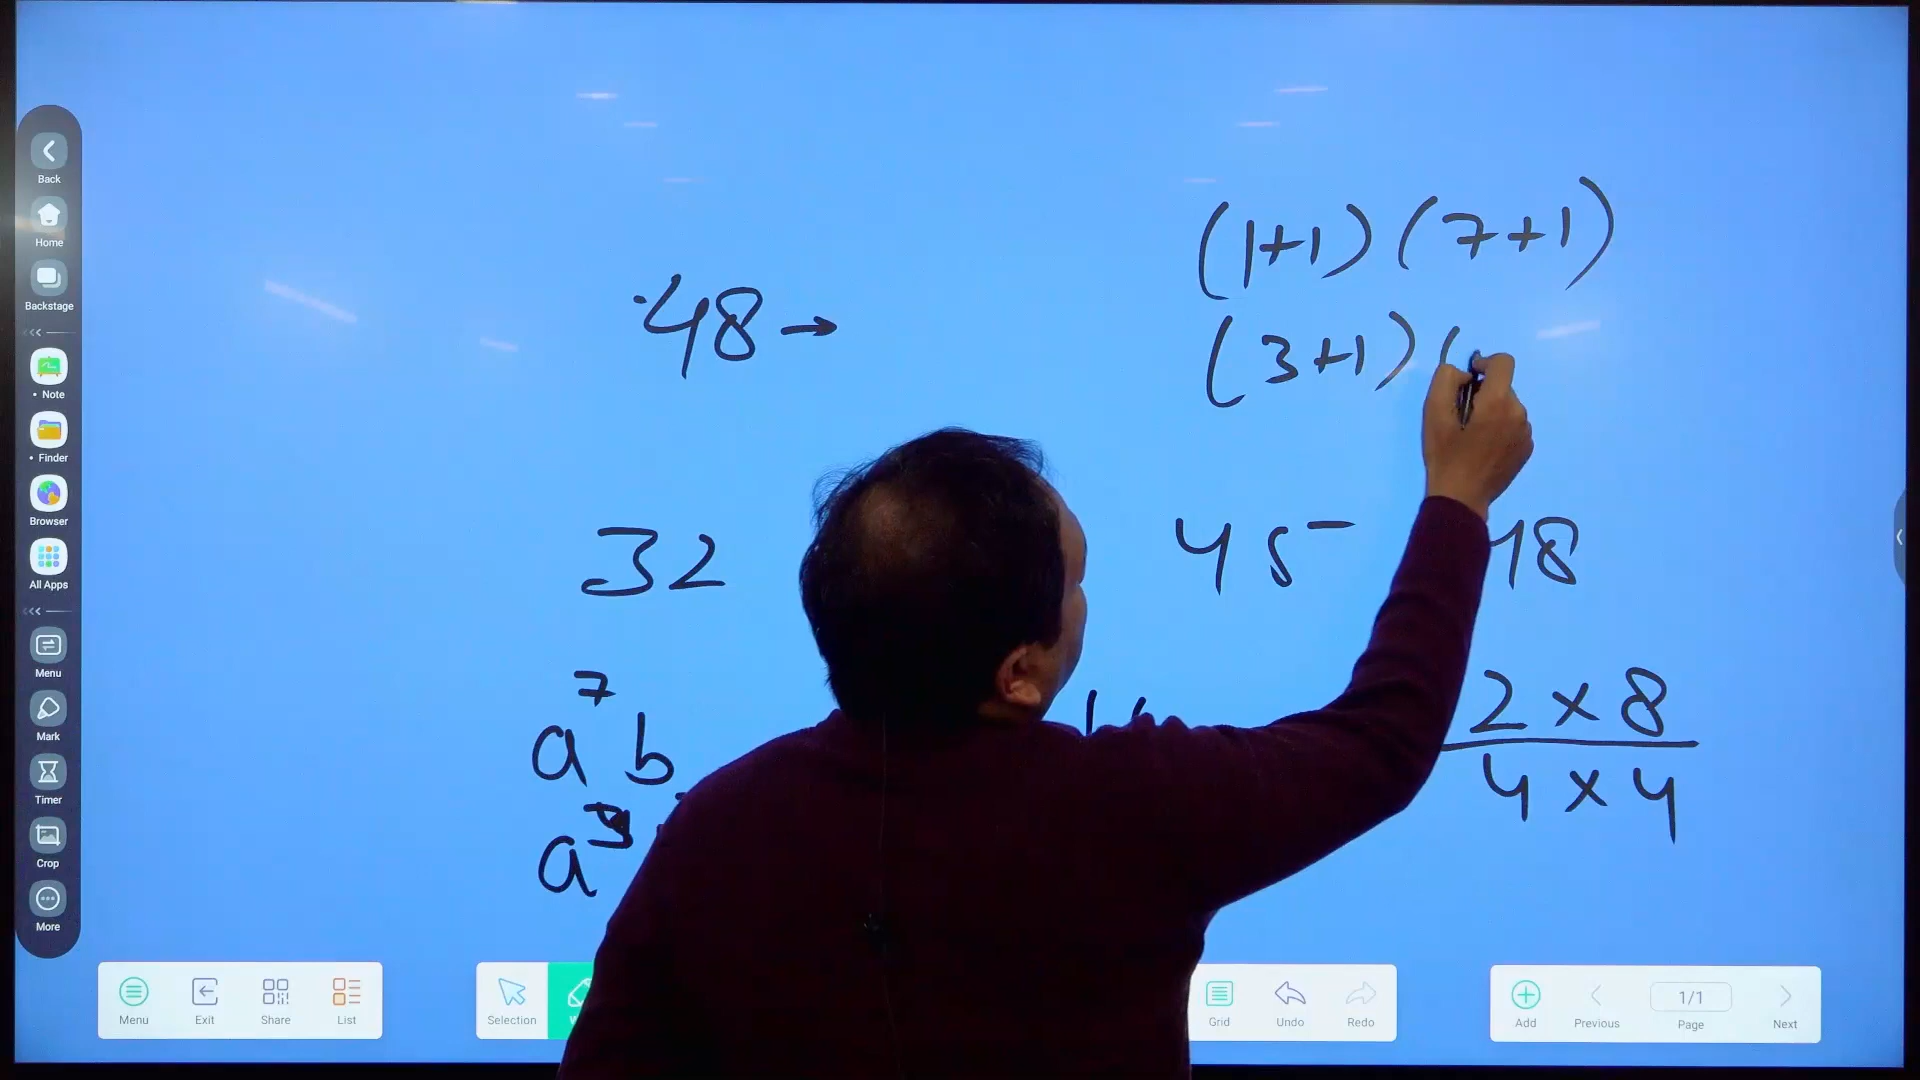 (1+1) (7+1)
·48 →
(3+1) (
32
45
48
a⁷ b
2 × 8
4 × 4
a
Back
Home
Backstage
Note
Finder
Browser
All Apps
Menu
Mark
Timer
Crop
More
Menu Exit Share List
Selection
Grid Undo Redo
Add Previous 1/1 Page Next